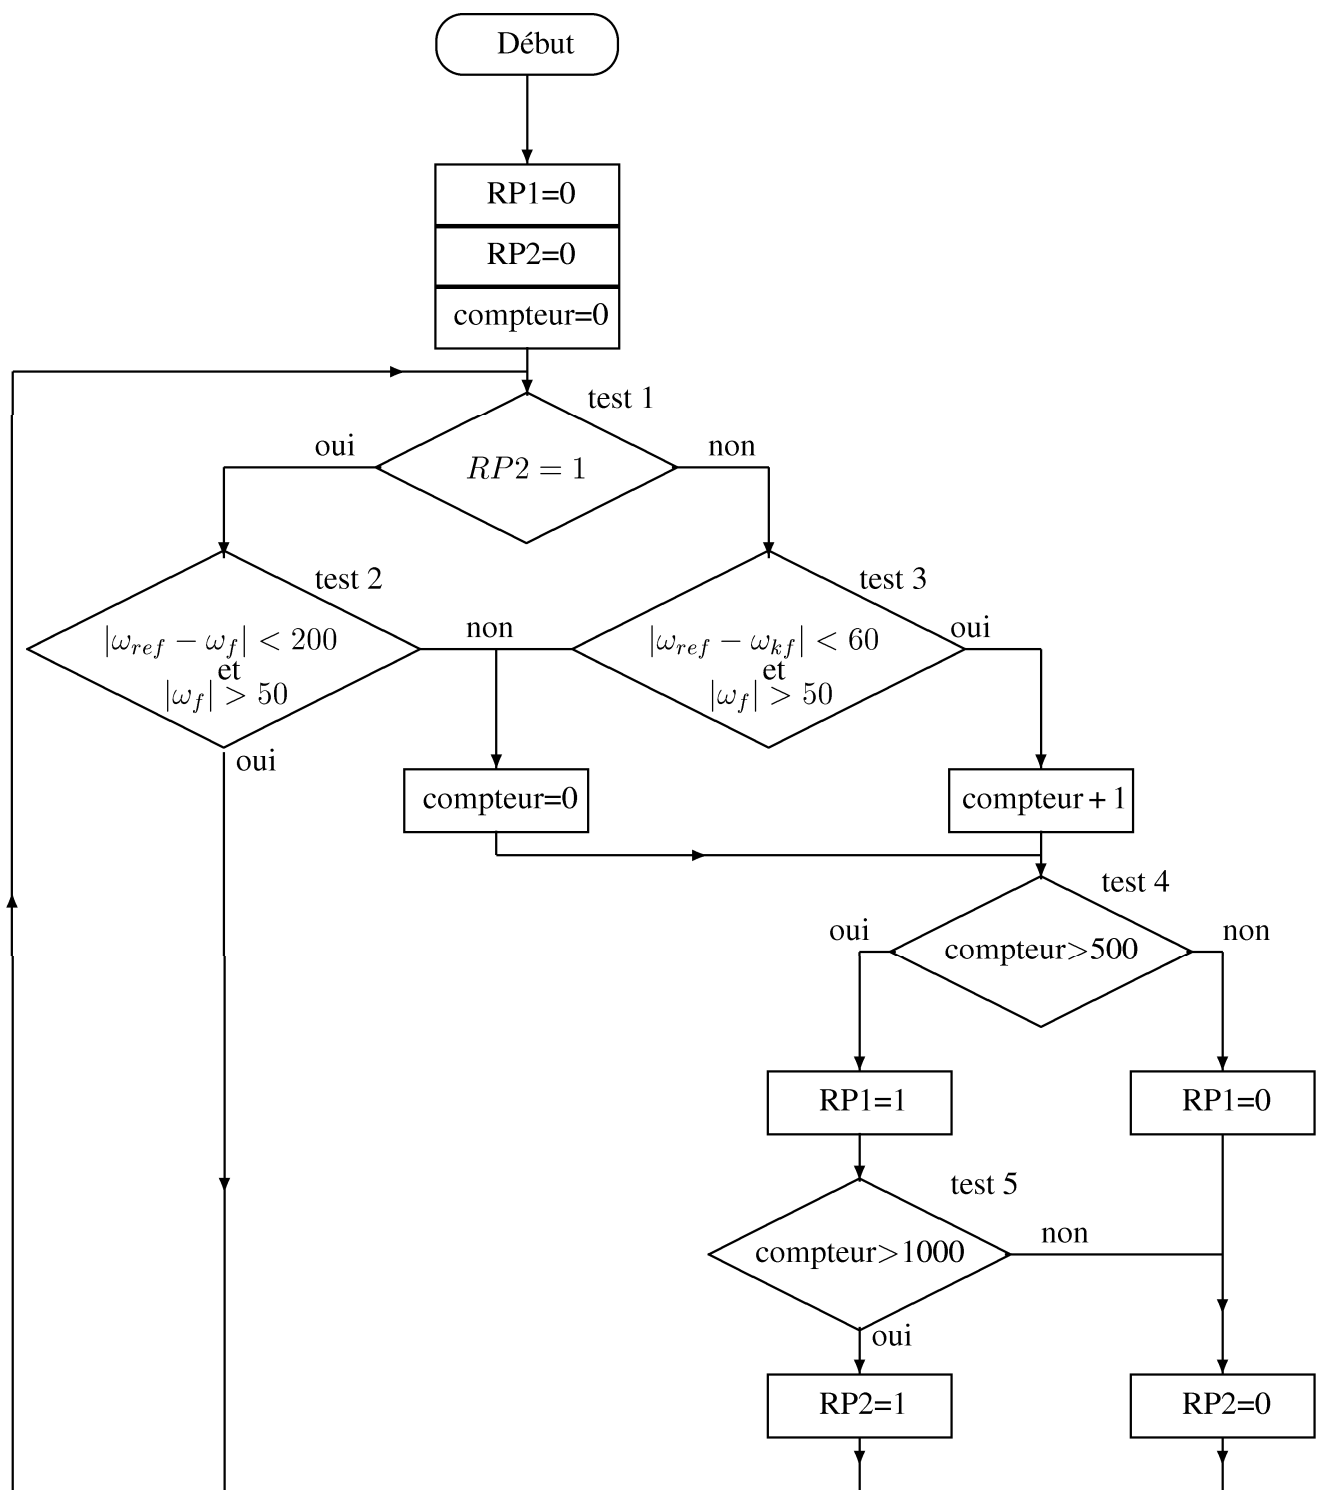 Début
RP1=0
RP2=0
compteur=0
test 1
oui
non
RP2 = 1
test 2
test 3
|ω_ref − ω_f| < 200
et
|ω_f| > 50
non
|ω_ref − ω_kf| < 60
et
|ω_f| > 50
oui
oui
compteur=0
compteur + 1
test 4
oui
non
compteur>500
RP1=1
RP1=0
test 5
non
compteur>1000
oui
RP2=1
RP2=0